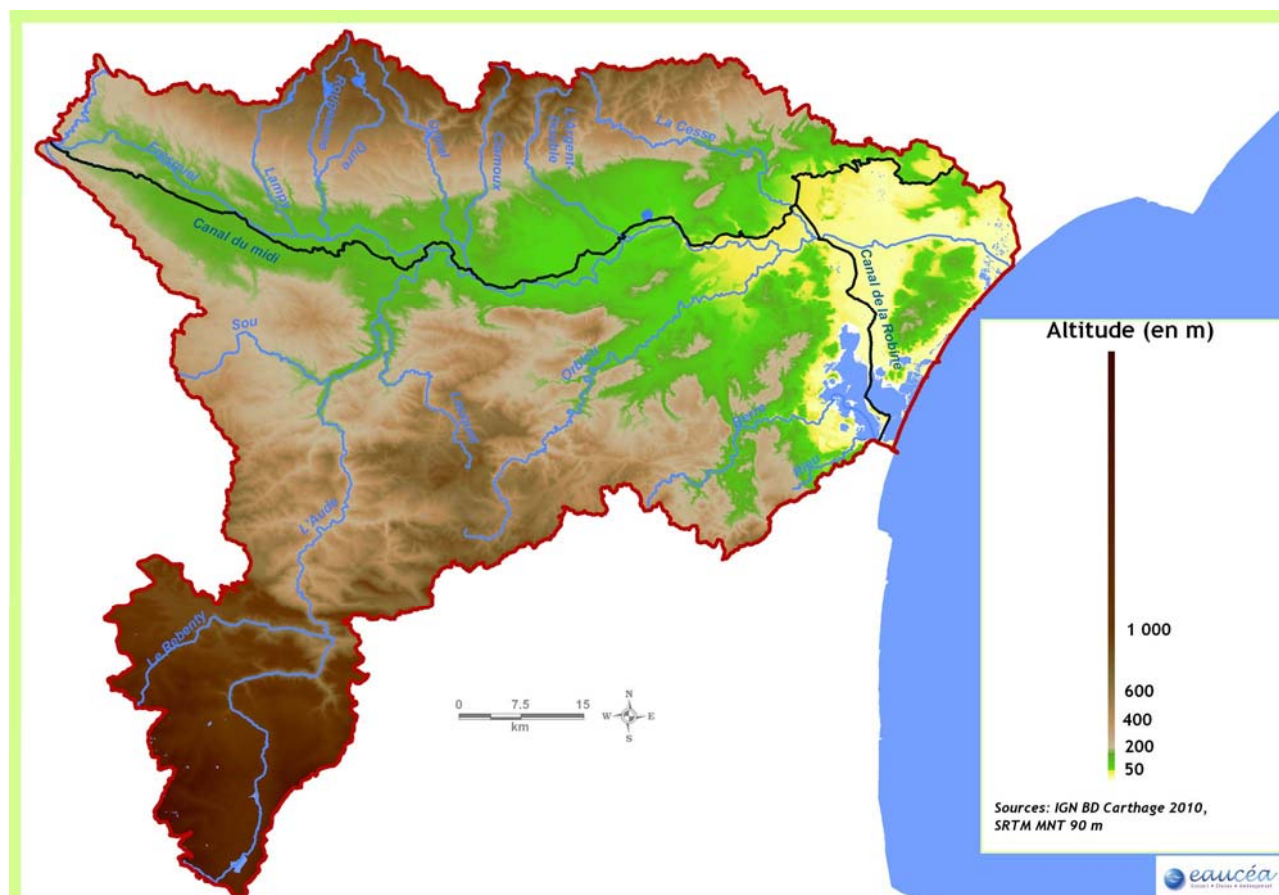 Rougeanne
Dure
Orbiel
Clamoux
L'Argent
Double
La Cesse
Fresquel
Lampy
Canal du midi
Canal de la Robine
Sou
Orbieu
Lauquet
Berre
Rieu
L'Aude
Le Rebenty
Altitude (en m)
1 000
600
400
200
50
Sources: IGN BD Carthage 2010,
SRTM MNT 90 m
0 7.5 15
km
N
W E
S
eaucéa